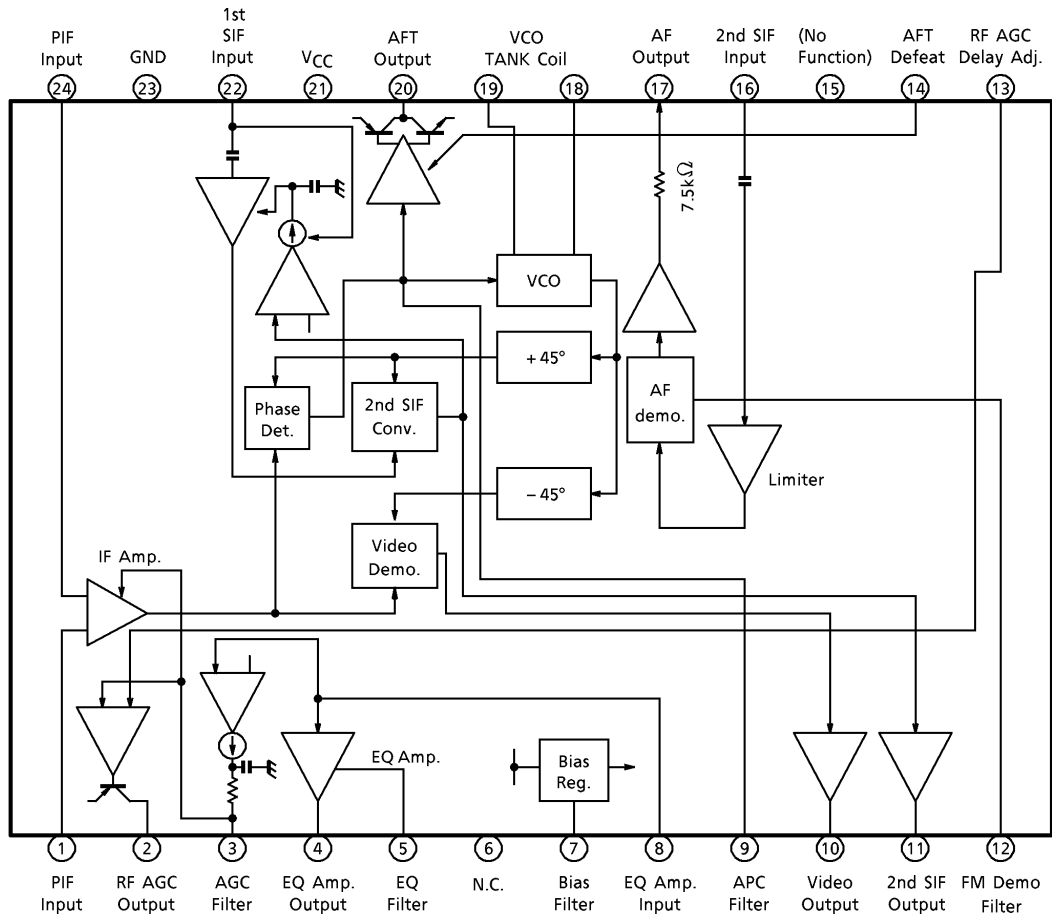 PIF
Input
GND
1st
SIF
Input
VCC
AFT
Output
VCO
TANK Coil
AF
Output
2nd SIF
Input
(No
Function)
AFT
Defeat
RF AGC
Delay Adj.
24
23
22
21
20
19
18
17
16
15
14
13
7.5kΩ
VCO
+45°
Phase
Det.
2nd SIF
Conv.
AF
demo.
Limiter
−45°
Video
Demo.
IF Amp.
EQ Amp.
Bias
Reg.
1
2
3
4
5
6
7
8
9
10
11
12
PIF
Input
RF AGC
Output
AGC
Filter
EQ Amp.
Output
EQ
Filter
N.C.
Bias
Filter
EQ Amp.
Input
APC
Filter
Video
Output
2nd SIF
Output
FM Demo
Filter